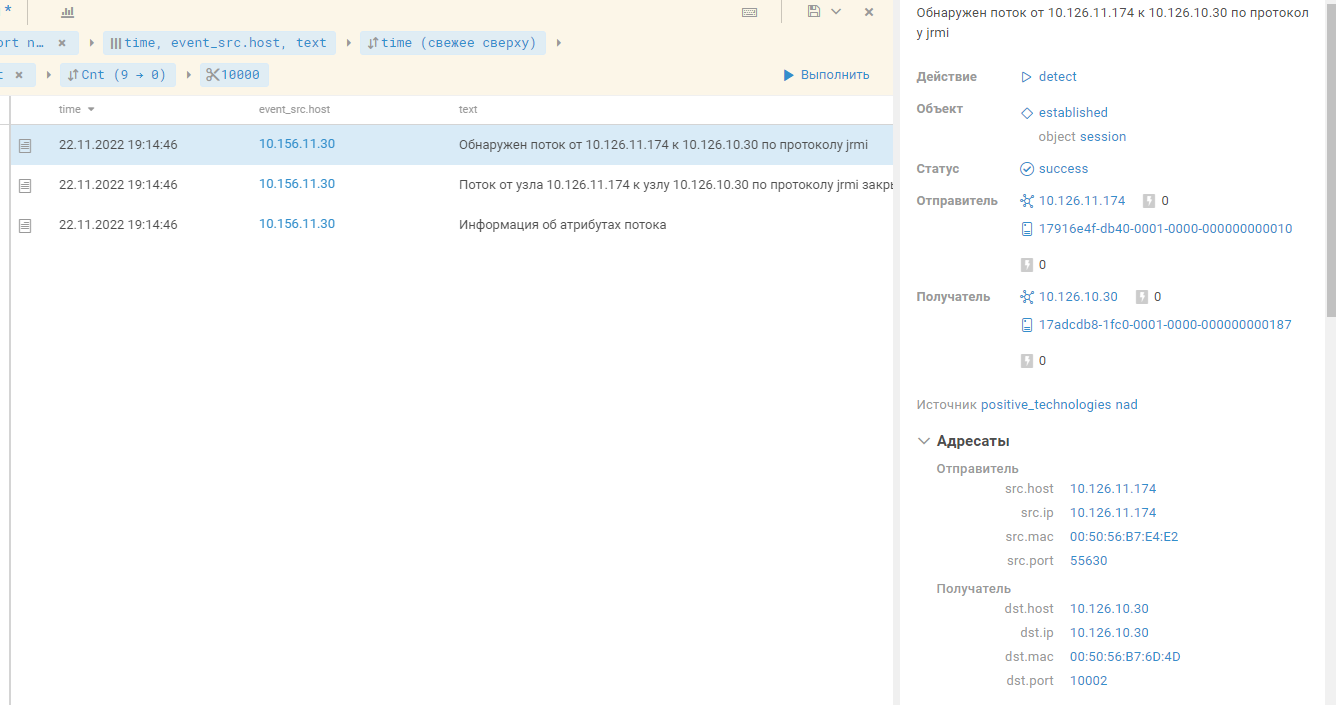 *
ort n…
time, event_src.host, text
time (свежее сверху)
t
Cnt (9 → 0)
10000
Выполнить
time
event_src.host
text
22.11.2022 19:14:46 10.156.11.30 Обнаружен поток от 10.126.11.174 к 10.126.10.30 по протоколу jrmi
22.11.2022 19:14:46 10.156.11.30 Поток от узла 10.126.11.174 к узлу 10.126.10.30 по протоколу jrmi закры
22.11.2022 19:14:46 10.156.11.30 Информация об атрибутах потока
Обнаружен поток от 10.126.11.174 к 10.126.10.30 по протокол
у jrmi
Действие detect
Объект established
object session
Статус success
Отправитель 10.126.11.174 0
17916e4f-db40-0001-0000-000000000010
0
Получатель 10.126.10.30 0
17adcdb8-1fc0-0001-0000-000000000187
0
Источник positive_technologies nad
Адресаты
Отправитель
src.host 10.126.11.174
src.ip 10.126.11.174
src.mac 00:50:56:B7:E4:E2
src.port 55630
Получатель
dst.host 10.126.10.30
dst.ip 10.126.10.30
dst.mac 00:50:56:B7:6D:4D
dst.port 10002